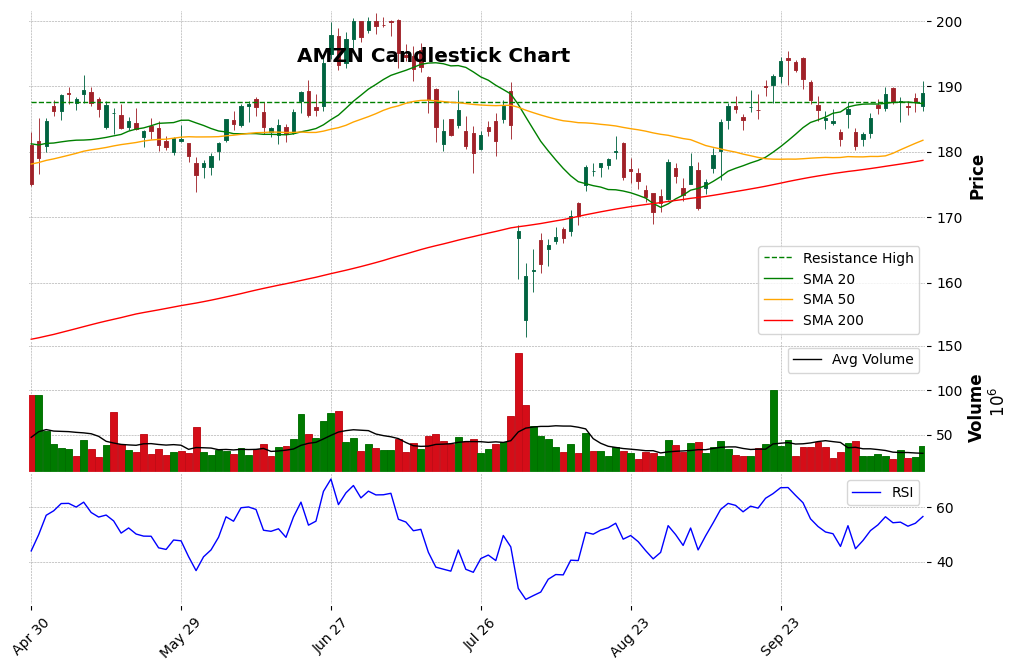 AMZN Candlestick Chart
200
190
180
170
160
Price
Resistance High
SMA 20
SMA 50
SMA 200
150
100
50
Volume
10^6
Avg Volume
60
40
RSI
Apr 30
May 29
Jun 27
Jul 26
Aug 23
Sep 23